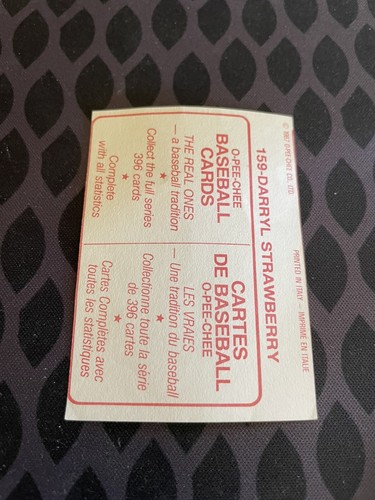 © 1987 O-PEE-CHEE CO. LTD.
PRINTED IN ITALY — IMPRIMÉ EN ITALIE
159-DARRYL STRAWBERRY
O-PEE-CHEE
BASEBALL
CARDS
THE REAL ONES
— a baseball tradition
★
Collect the full series
396 cards
★
Complete
with all statistics
CARTES
DE BASEBALL
O-PEE-CHEE
LES VRAIES
— Une tradition du baseball
★
Collectionne toute la série
de 396 cartes
★
Cartes Complètes avec
toutes les statistiques